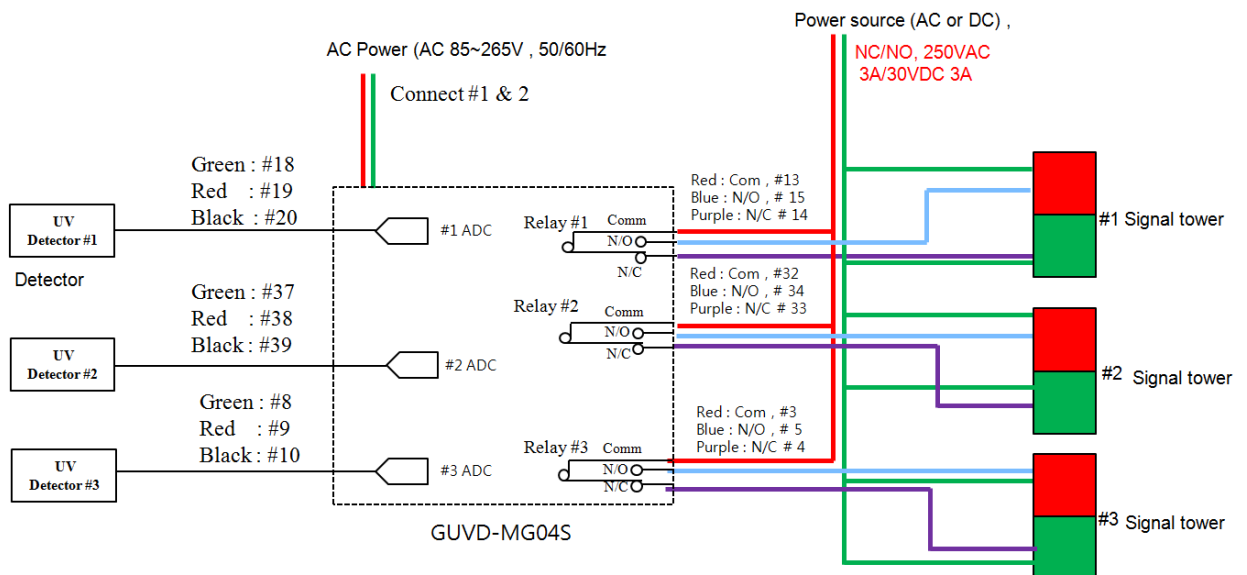 Power source (AC or DC) ,
AC Power (AC 85~265V , 50/60Hz
NC/NO, 250VAC
3A/30VDC 3A
Connect #1 & 2
Green : #18
Red : #19
Black : #20
UV
Detector #1
Detector
#1 ADC
Relay #1
Comm
N/O
N/C
Red : Com , #13
Blue : N/O , # 15
Purple : N/C # 14
#1 Signal tower
Green : #37
Red : #38
Black : #39
UV
Detector #2
#2 ADC
Relay #2
Comm
N/O
N/C
Red : Com , #32
Blue : N/O , # 34
Purple : N/C # 33
#2 Signal tower
Green : #8
Red : #9
Black : #10
UV
Detector #3
#3 ADC
Relay #3
Comm
N/O
N/C
Red : Com , #3
Blue : N/O , # 5
Purple : N/C # 4
#3 Signal tower
GUVD-MG04S